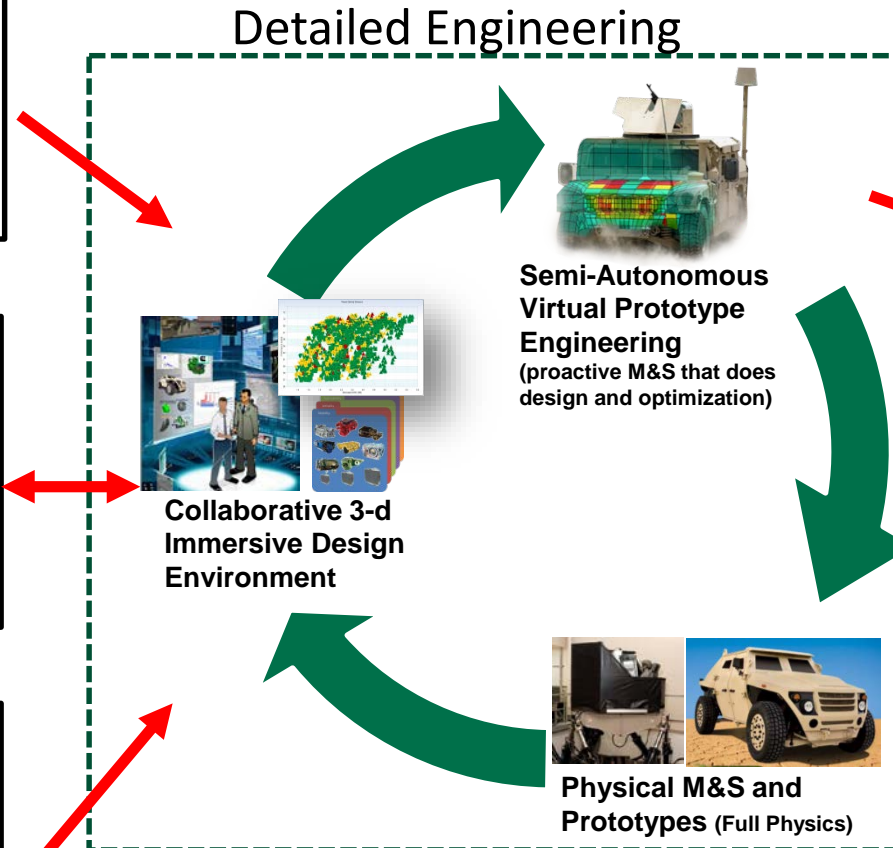 Detailed Engineering
Semi-Autonomous
Virtual Prototype
Engineering
(proactive M&S that does
design and optimization)
Collaborative 3-d
Immersive Design
Environment
Physical M&S and
Prototypes (Full Physics)